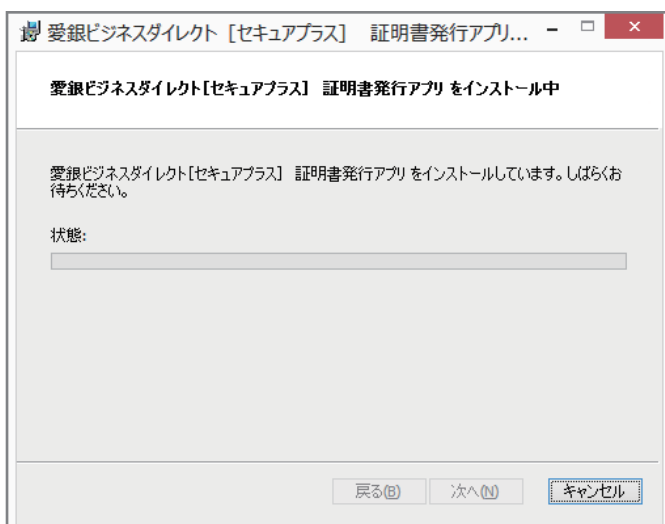 愛銀ビジネスダイレクト［セキュアプラス］　証明書発行アプリ...
愛銀ビジネスダイレクト［セキュアプラス］　証明書発行アプリ をインストール中
愛銀ビジネスダイレクト［セキュアプラス］　証明書発行アプリ をインストールしています。しばらくお
待ちください。
状態:
戻る(B)　次へ(N)　キャンセル